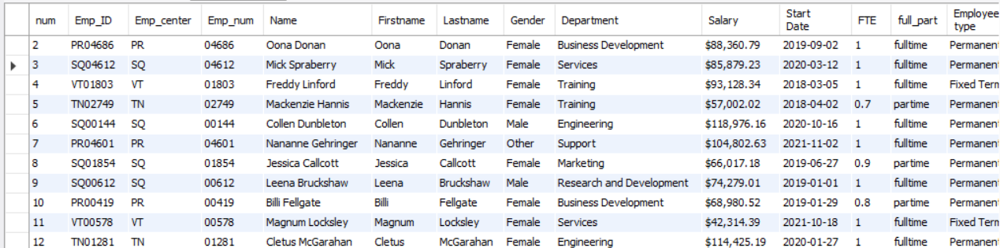 num Emp_ID Emp_center Emp_num Name Firstname Lastname Gender Department Salary Start Date FTE full_part Employee type
2 PR04686 PR 04686 Oona Donan Oona Donan Female Business Development $88,360.79 2019-09-02 1 fulltime Permanen
3 SQ04612 SQ 04612 Mick Spraberry Mick Spraberry Female Services $85,879.23 2020-03-12 1 fulltime Permanen
4 VT01803 VT 01803 Freddy Linford Freddy Linford Female Training $93,128.34 2018-03-05 1 fulltime Fixed Tern
5 TN02749 TN 02749 Mackenzie Hannis Mackenzie Hannis Female Training $57,002.02 2018-04-02 0.7 partime Permanen
6 SQ00144 SQ 00144 Collen Dunbleton Collen Dunbleton Male Engineering $118,976.16 2020-10-16 1 fulltime Permanen
7 PR04601 PR 04601 Nananne Gehringer Nananne Gehringer Other Support $104,802.63 2021-11-02 1 fulltime Permanen
8 SQ01854 SQ 01854 Jessica Callcott Jessica Callcott Female Marketing $66,017.18 2019-06-27 0.9 partime Permanen
9 SQ00612 SQ 00612 Leena Bruckshaw Leena Bruckshaw Male Research and Development $74,279.01 2019-01-01 1 fulltime Permanen
10 PR00419 PR 00419 Billi Fellgate Billi Fellgate Female Business Development $68,980.52 2019-01-29 0.8 partime Permanen
11 VT00578 VT 00578 Magnum Locksley Magnum Locksley Female Services $42,314.39 2021-10-18 1 fulltime Fixed Tern
12 TN01281 TN 01281 Cletus McGarahan Cletus McGarahan Female Engineering $114,425.19 2020-01-27 1 fulltime Permanen